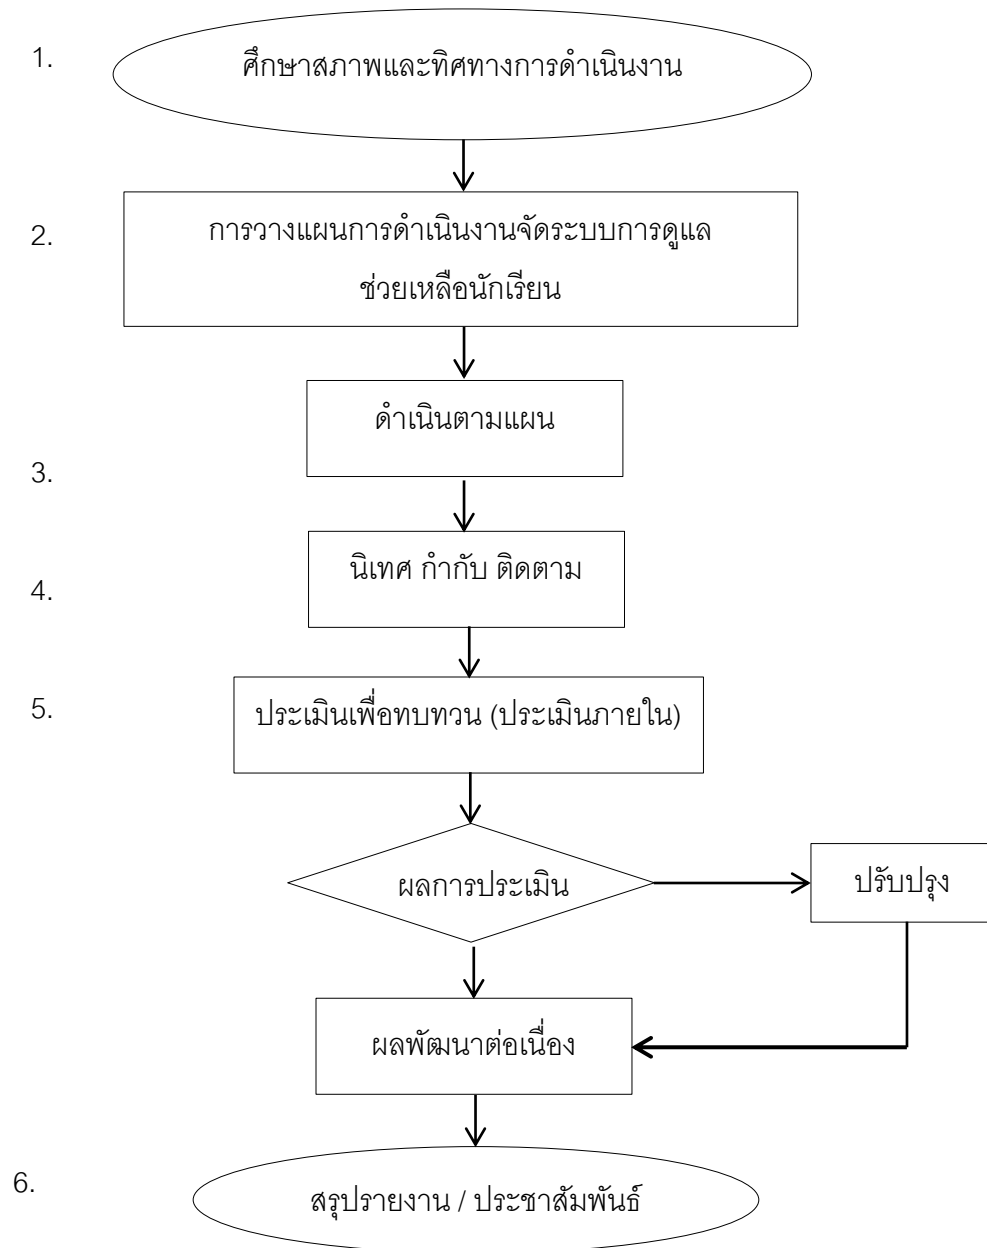 1.
ศึกษาสภาพและทิศทางการดำเนินงาน
2.
การวางแผนการดำเนินงานจัดระบบการดูแล
ช่วยเหลือนักเรียน
ดำเนินตามแผน
3.
นิเทศ กำกับ ติดตาม
4.
5.
ประเมินเพื่อทบทวน (ประเมินภายใน)
ผลการประเมิน
ปรับปรุง
ผลพัฒนาต่อเนื่อง
6.
สรุปรายงาน / ประชาสัมพันธ์